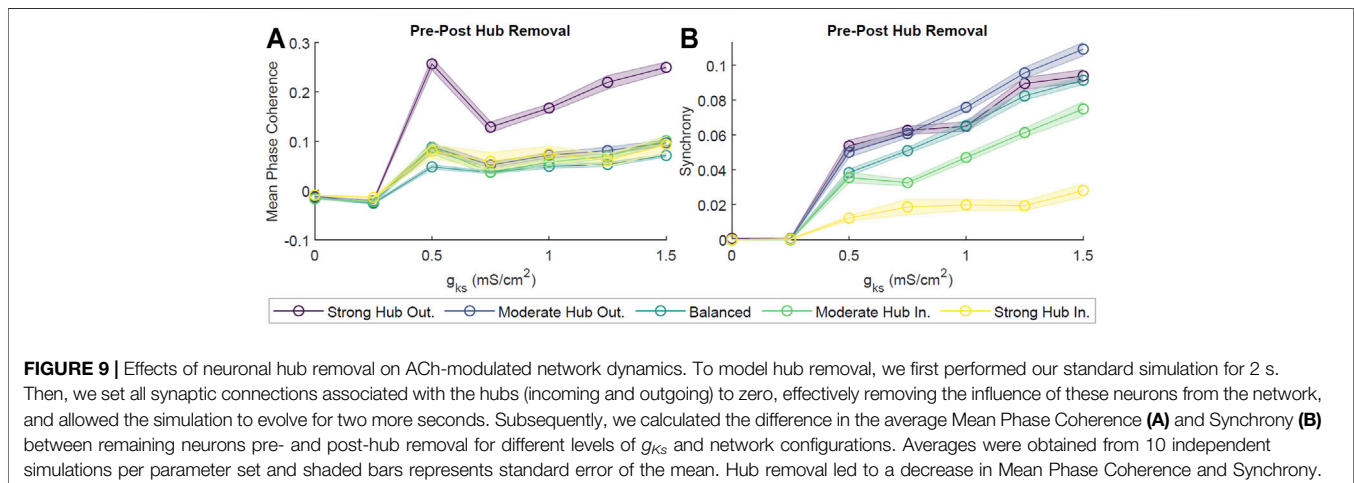 A
Pre-Post Hub Removal
0.3
0.2
0.1
0
-0.1
Mean Phase Coherence
0
0.5
1
1.5
g_ks (mS/cm²)
B
Pre-Post Hub Removal
0.1
0.08
0.06
0.04
0.02
0
Synchrony
0
0.5
1
1.5
g_ks (mS/cm²)
Strong Hub Out. Moderate Hub Out. Balanced Moderate Hub In. Strong Hub In.
FIGURE 9 | Effects of neuronal hub removal on ACh-modulated network dynamics. To model hub removal, we first performed our standard simulation for 2 s.
Then, we set all synaptic connections associated with the hubs (incoming and outgoing) to zero, effectively removing the influence of these neurons from the network,
and allowed the simulation to evolve for two more seconds. Subsequently, we calculated the difference in the average Mean Phase Coherence (A) and Synchrony (B)
between remaining neurons pre- and post-hub removal for different levels of g_Ks and network configurations. Averages were obtained from 10 independent
simulations per parameter set and shaded bars represents standard error of the mean. Hub removal led to a decrease in Mean Phase Coherence and Synchrony.